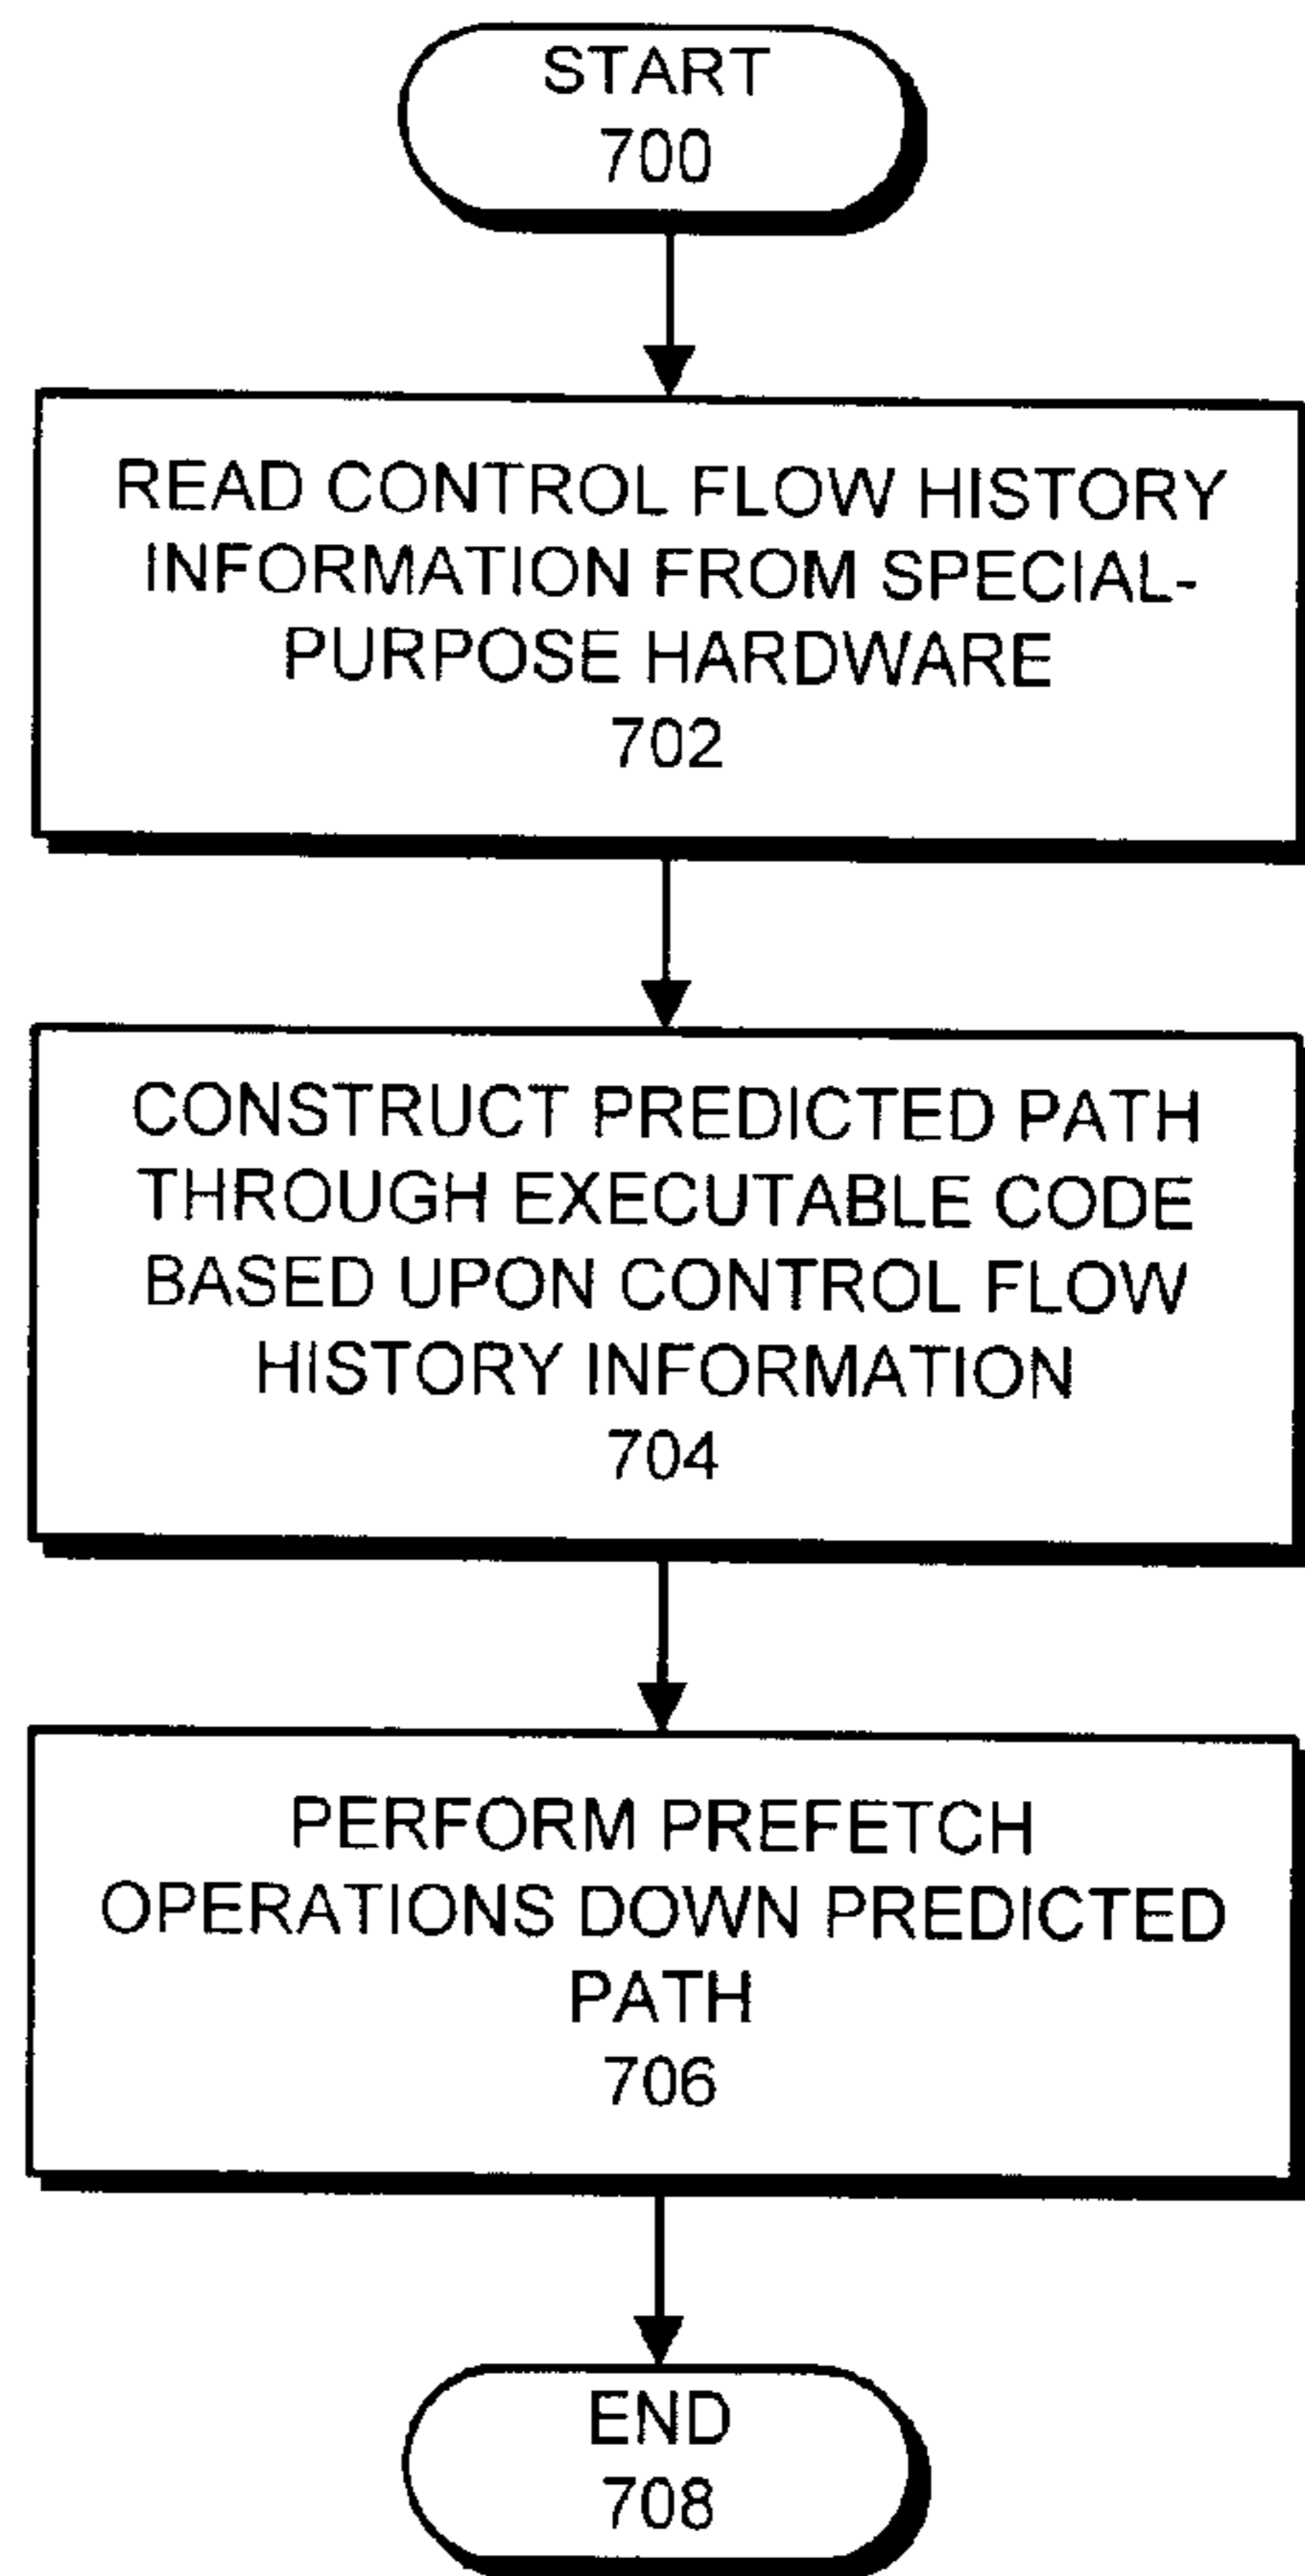 START
700
READ CONTROL FLOW HISTORY
INFORMATION FROM SPECIAL-
PURPOSE HARDWARE
702
CONSTRUCT PREDICTED PATH
THROUGH EXECUTABLE CODE
BASED UPON CONTROL FLOW
HISTORY INFORMATION
704
PERFORM PREFETCH
OPERATIONS DOWN PREDICTED
PATH
706
END
708